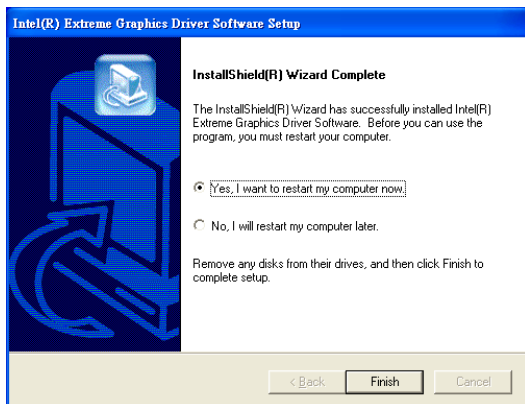 Intel(R) Extreme Graphics Driver Software Setup
InstallShield(R) Wizard Complete
The InstallShield(R) Wizard has successfully installed Intel(R)
Extreme Graphics Driver Software. Before you can use the
program, you must restart your computer.
Yes, I want to restart my computer now.
No, I will restart my computer later.
Remove any disks from their drives, and then click Finish to
complete setup.
< Back
Finish
Cancel